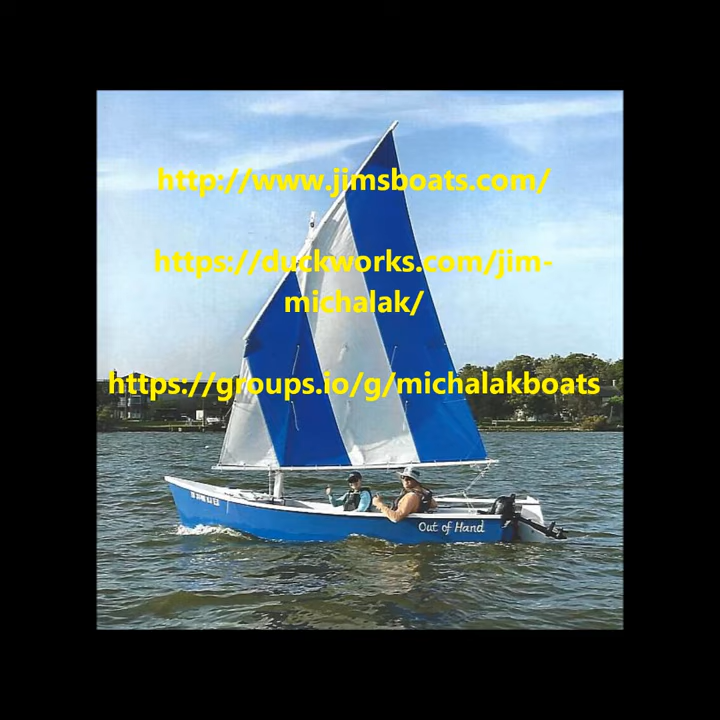 http://www.jimsboats.com/
https://duckworks.com/jim-
michalak/
https://groups.io/g/michalakboats
Out of Hand